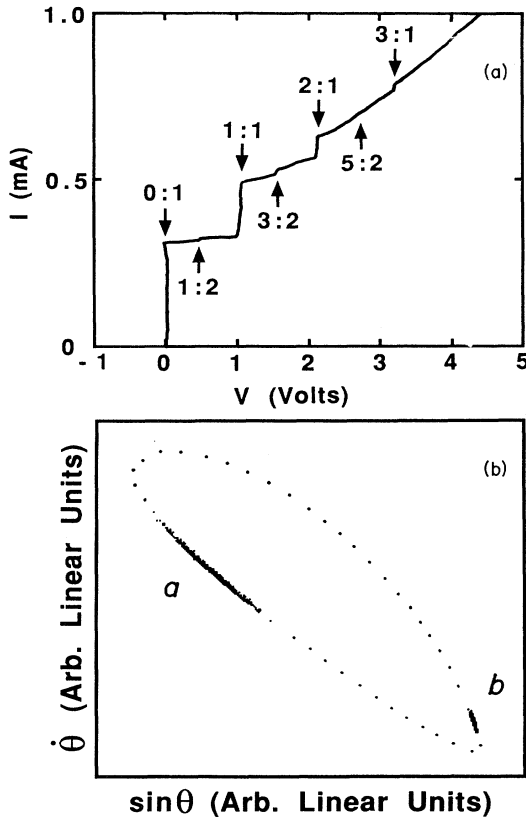 1.0
3:1
(a)
2:1
1:1
I (mA)
0.5
5:2
0:1
3:2
1:2
0
-1 0 1 2 3 4 5
V (Volts)
(b)
a
θ̇ (Arb. Linear Units)
b
sinθ (Arb. Linear Units)